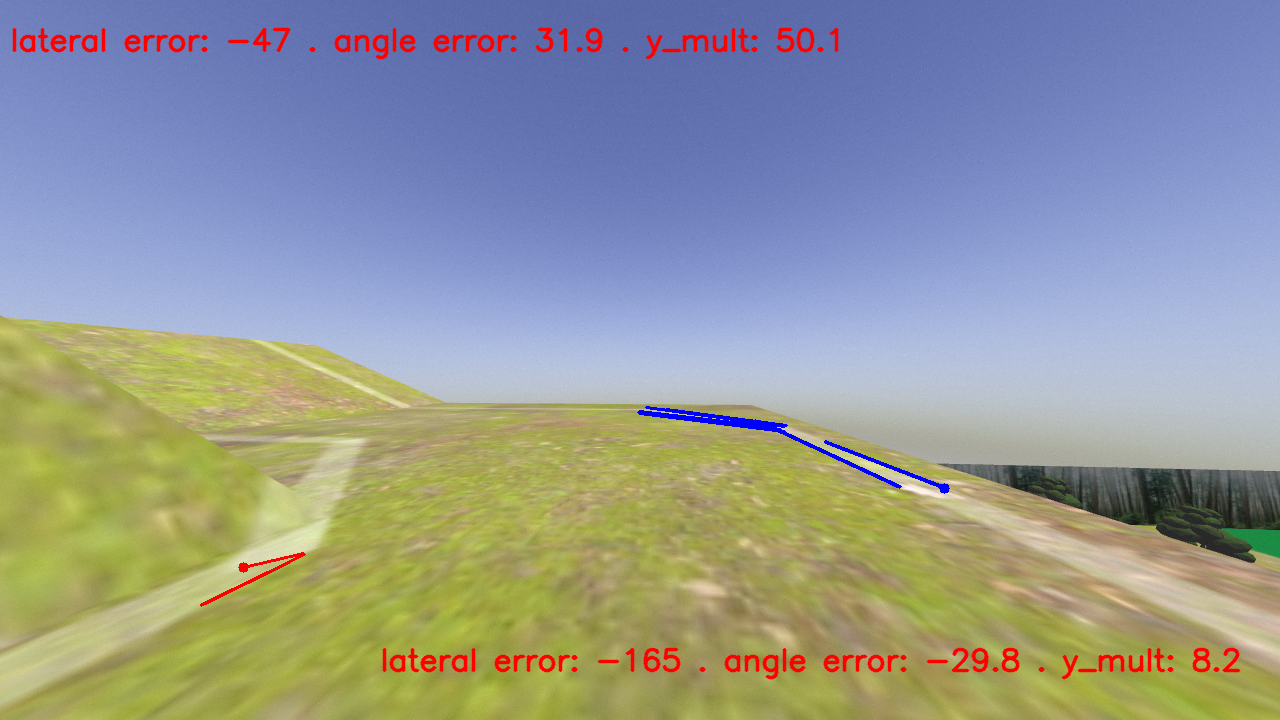 lateral error: −47 . angle error: 31.9 . y_mult: 50.1
lateral error: −165 . angle error: −29.8 . y_mult: 8.2